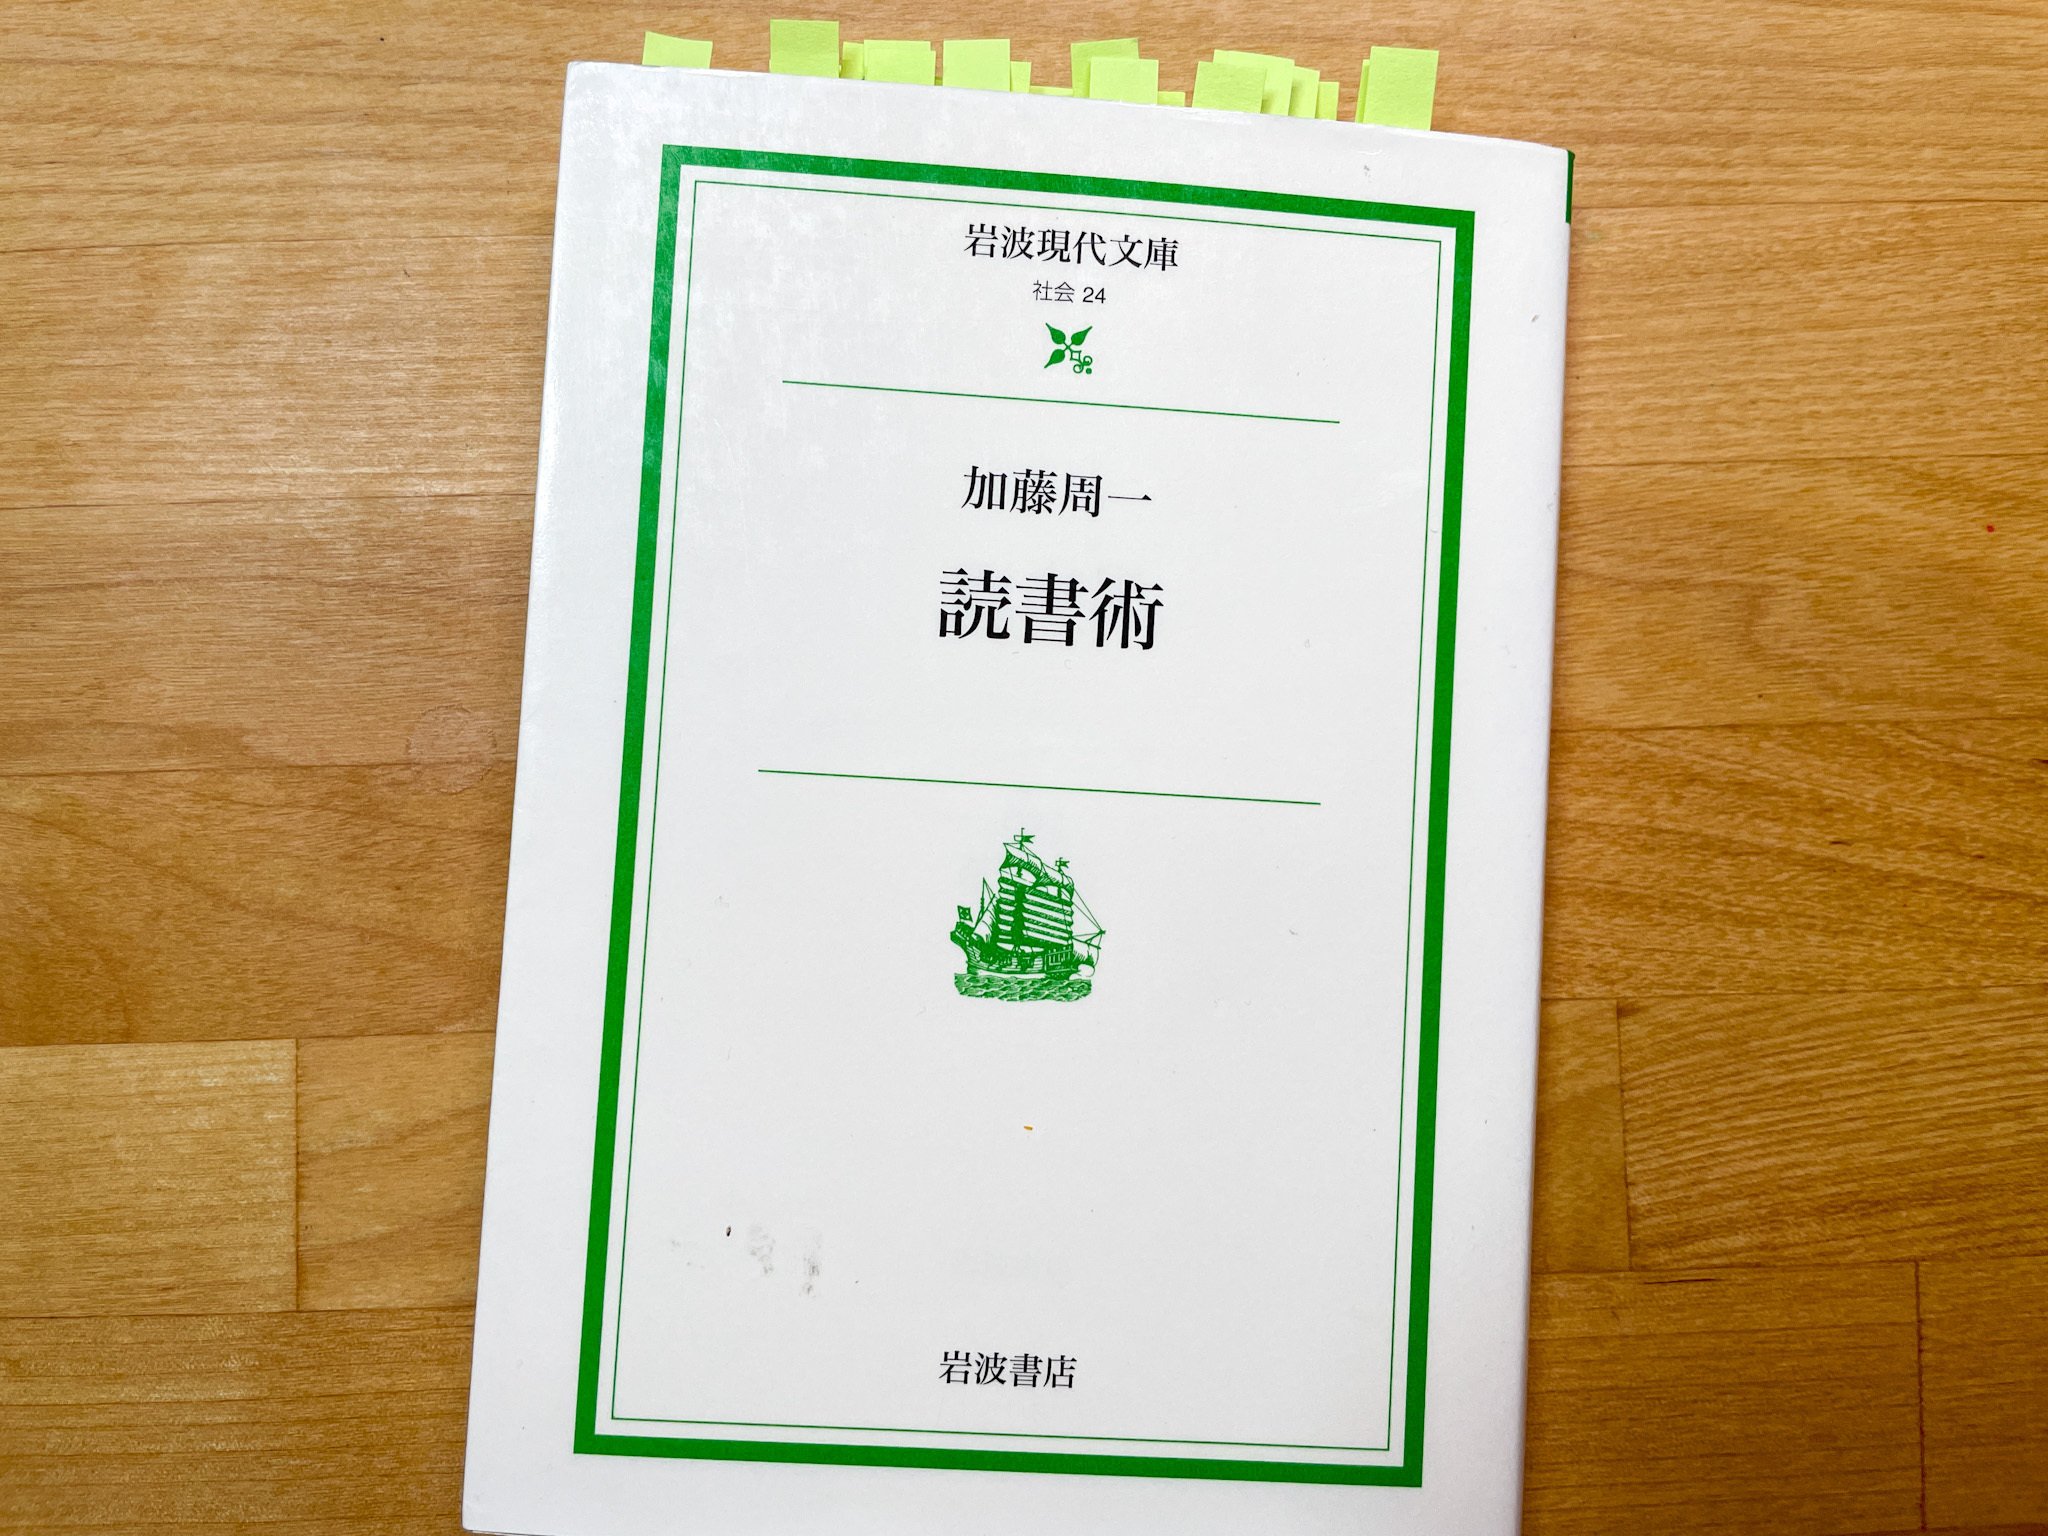 岩波現代文庫
社会 24
加藤周一
読書術
岩波書店